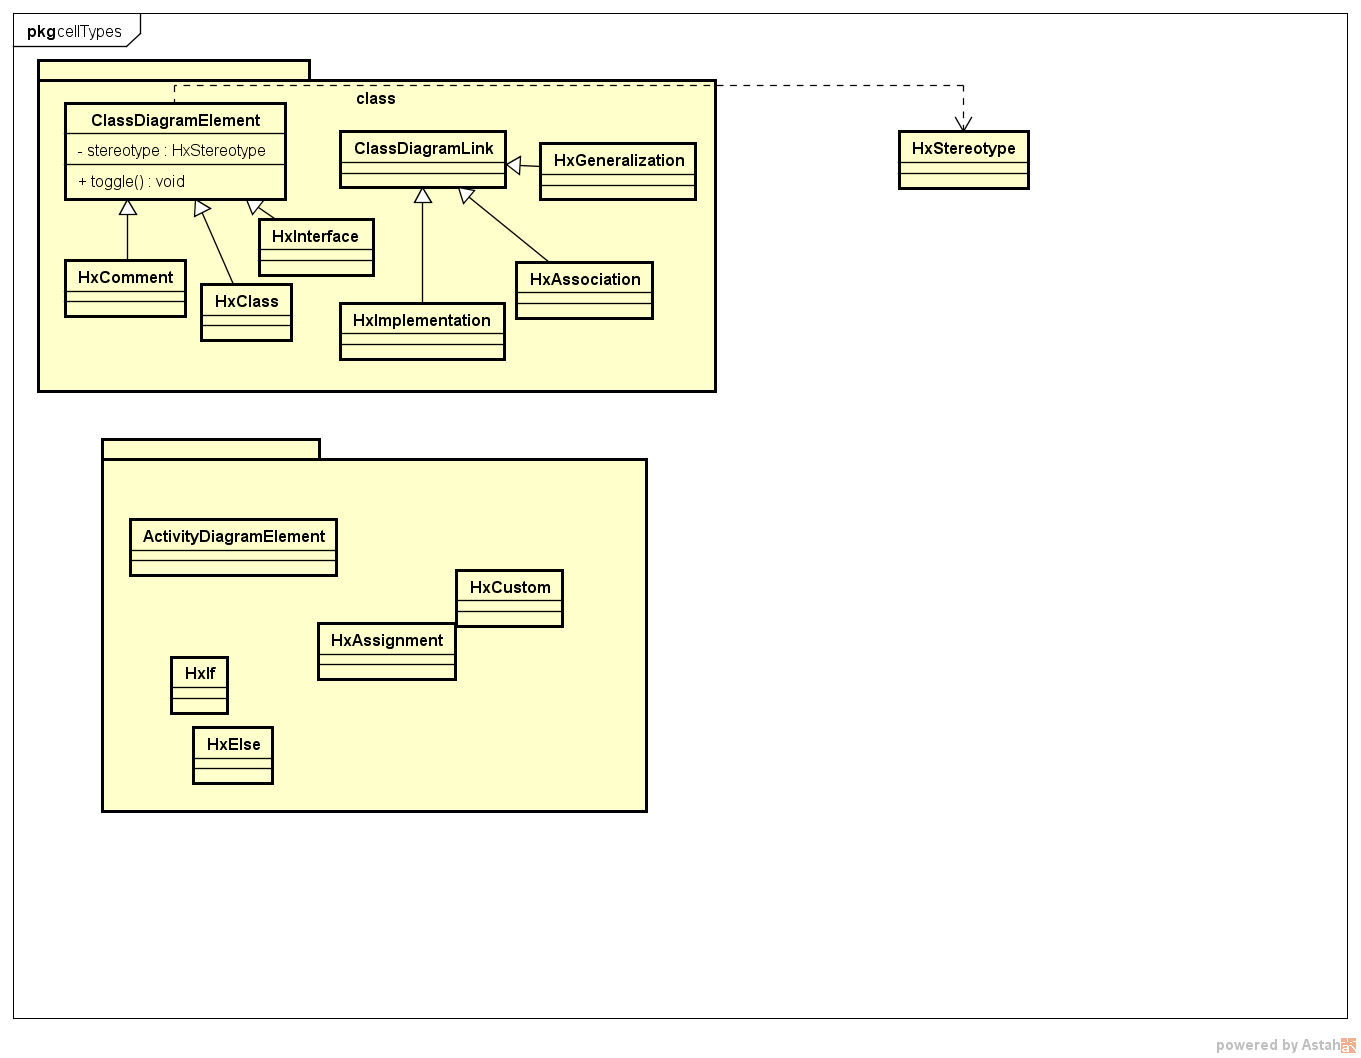 pkg cellTypes
class
ClassDiagramElement
- stereotype : HxStereotype
+ toggle() : void
ClassDiagramLink
HxGeneralization
HxStereotype
HxInterface
HxComment
HxClass
HxAssociation
HxImplementation
ActivityDiagramElement
HxCustom
HxAssignment
HxIf
HxElse
powered by Astah